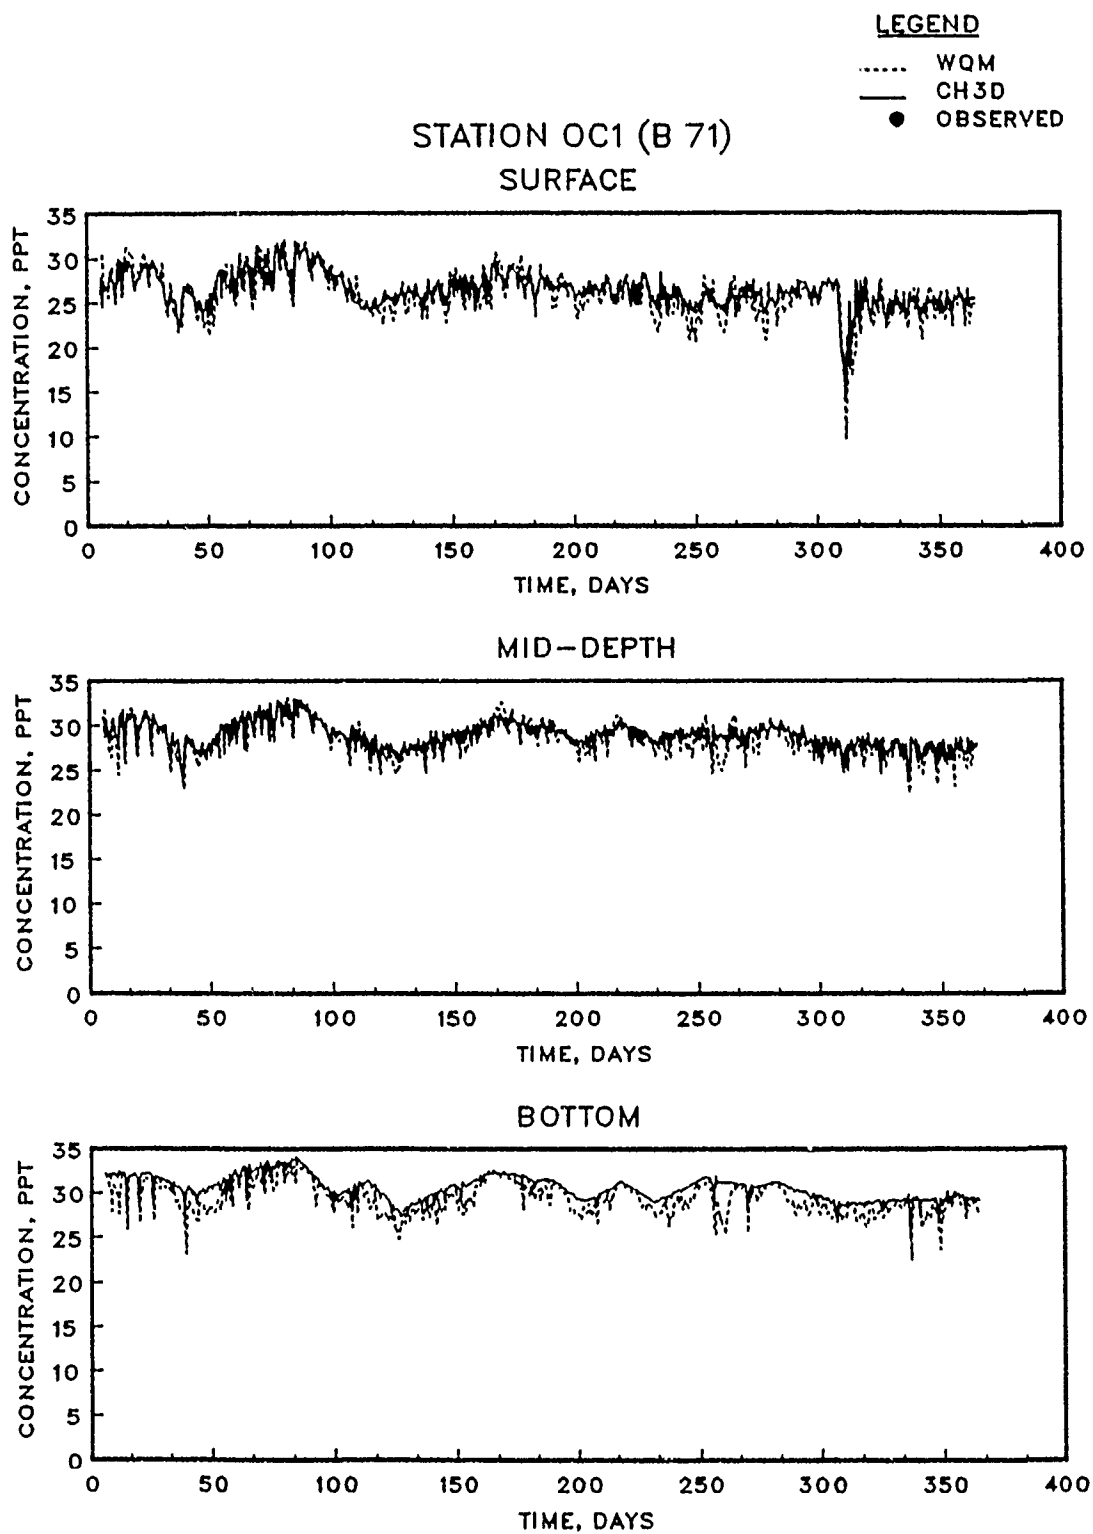 LEGEND
WQM
CH3D
OBSERVED
STATION OC1 (B 71)
SURFACE
CONCENTRATION, PPT
35
30
25
20
15
10
5
0
0 50 100 150 200 250 300 350 400
TIME, DAYS
MID-DEPTH
CONCENTRATION, PPT
35
30
25
20
15
10
5
0
0 50 100 150 200 250 300 350 400
TIME, DAYS
BOTTOM
CONCENTRATION, PPT
35
30
25
20
15
10
5
0
0 50 100 150 200 250 300 350 400
TIME, DAYS